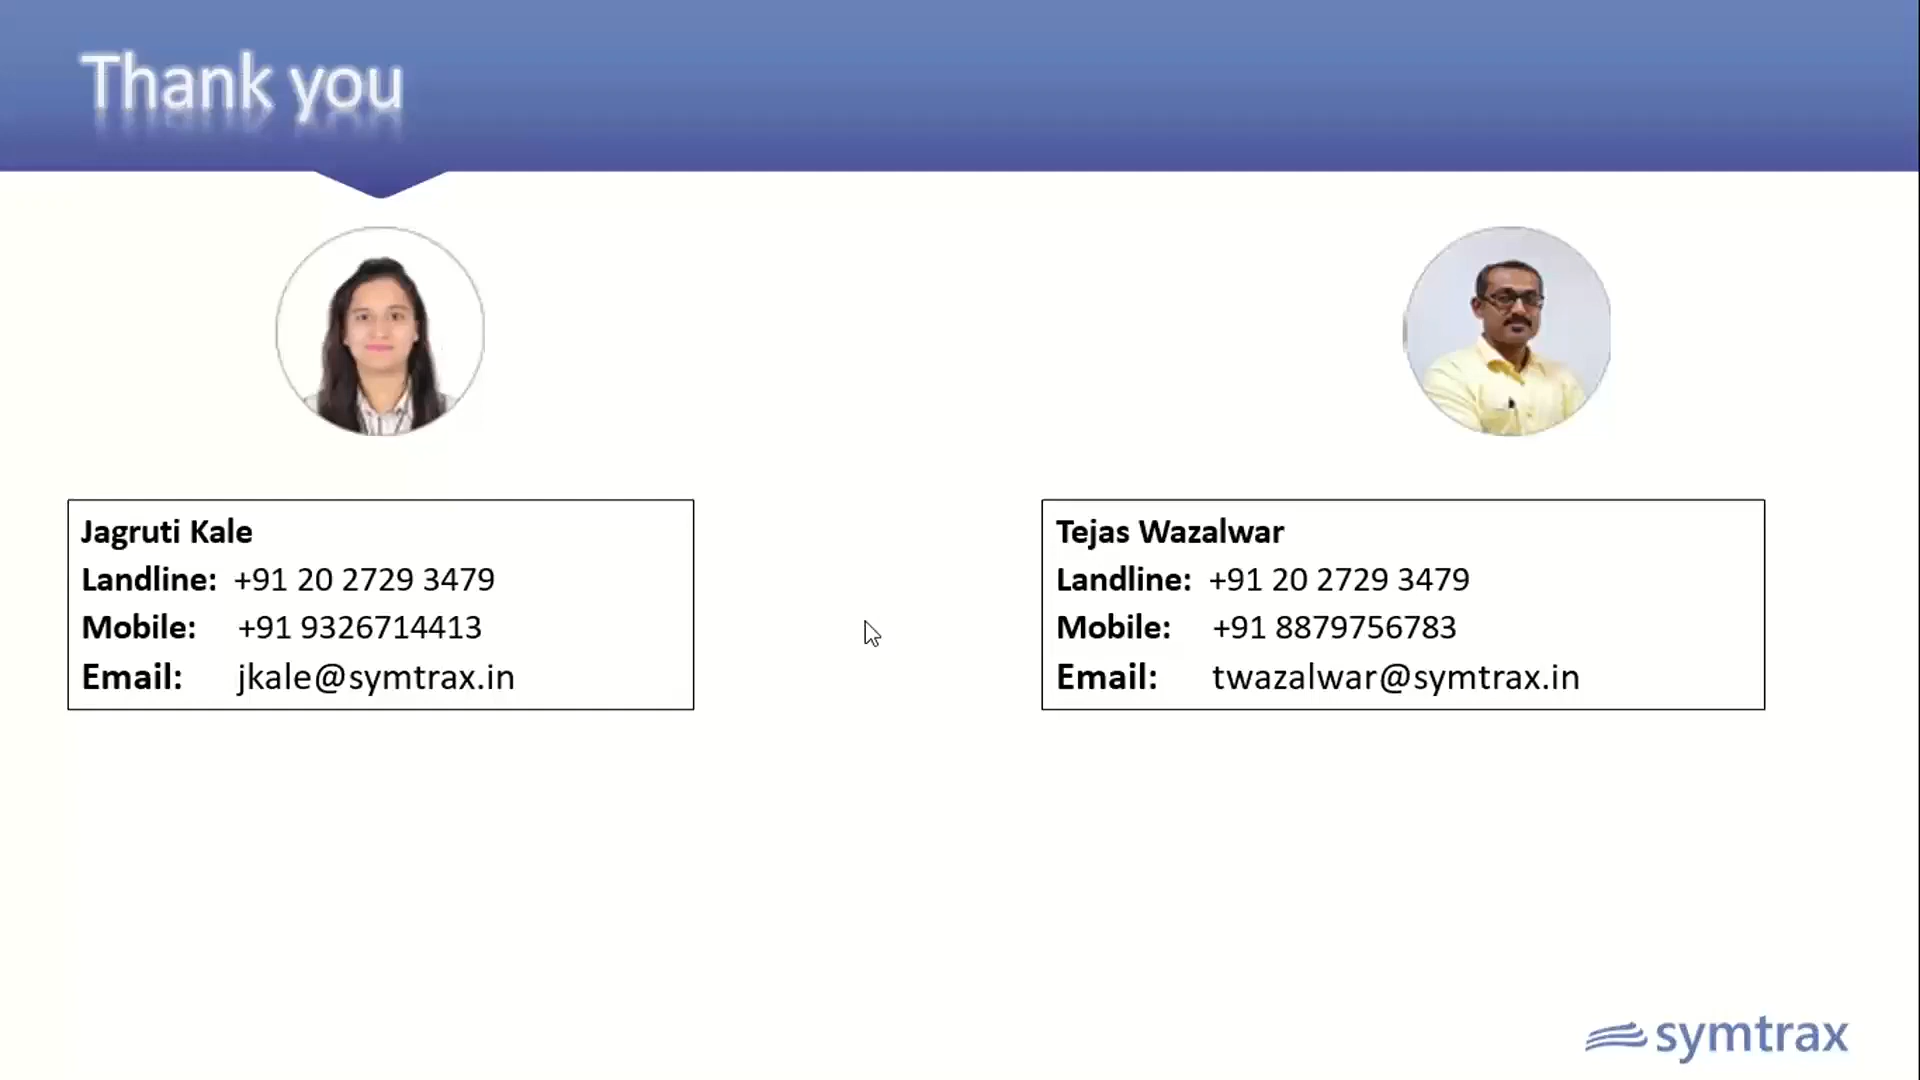 Thank you
Jagruti Kale
Landline: +91 20 2729 3479
Mobile: +91 9326714413
Email: jkale@symtrax.in
Tejas Wazalwar
Landline: +91 20 2729 3479
Mobile: +91 8879756783
Email: twazalwar@symtrax.in
symtrax